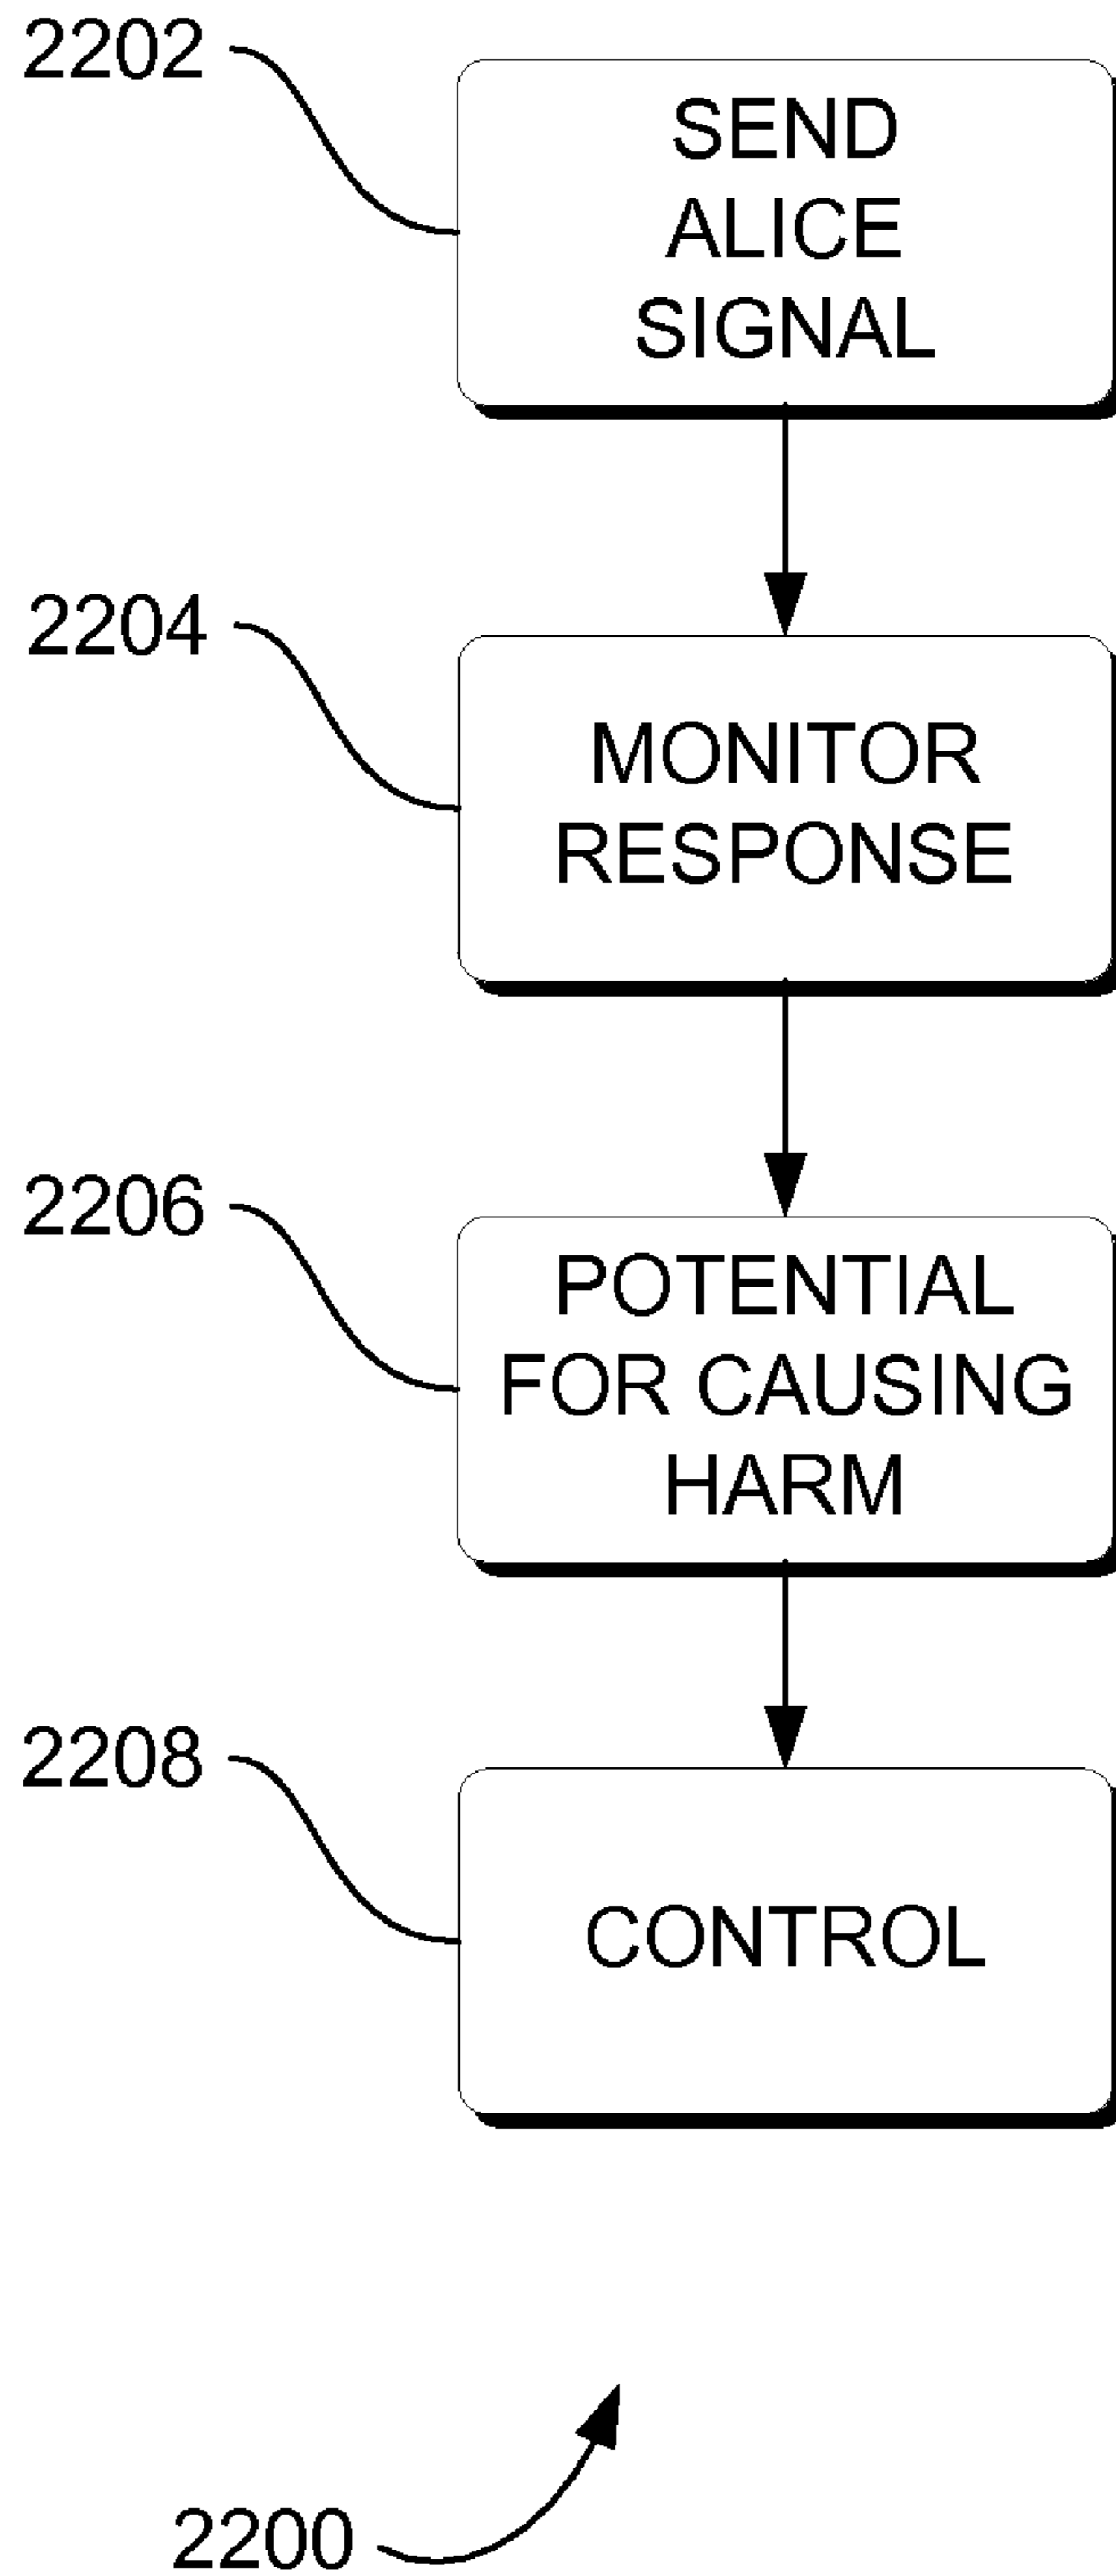 2202
SEND
ALICE
SIGNAL
2204
MONITOR
RESPONSE
2206
POTENTIAL
FOR CAUSING
HARM
2208
CONTROL
2200